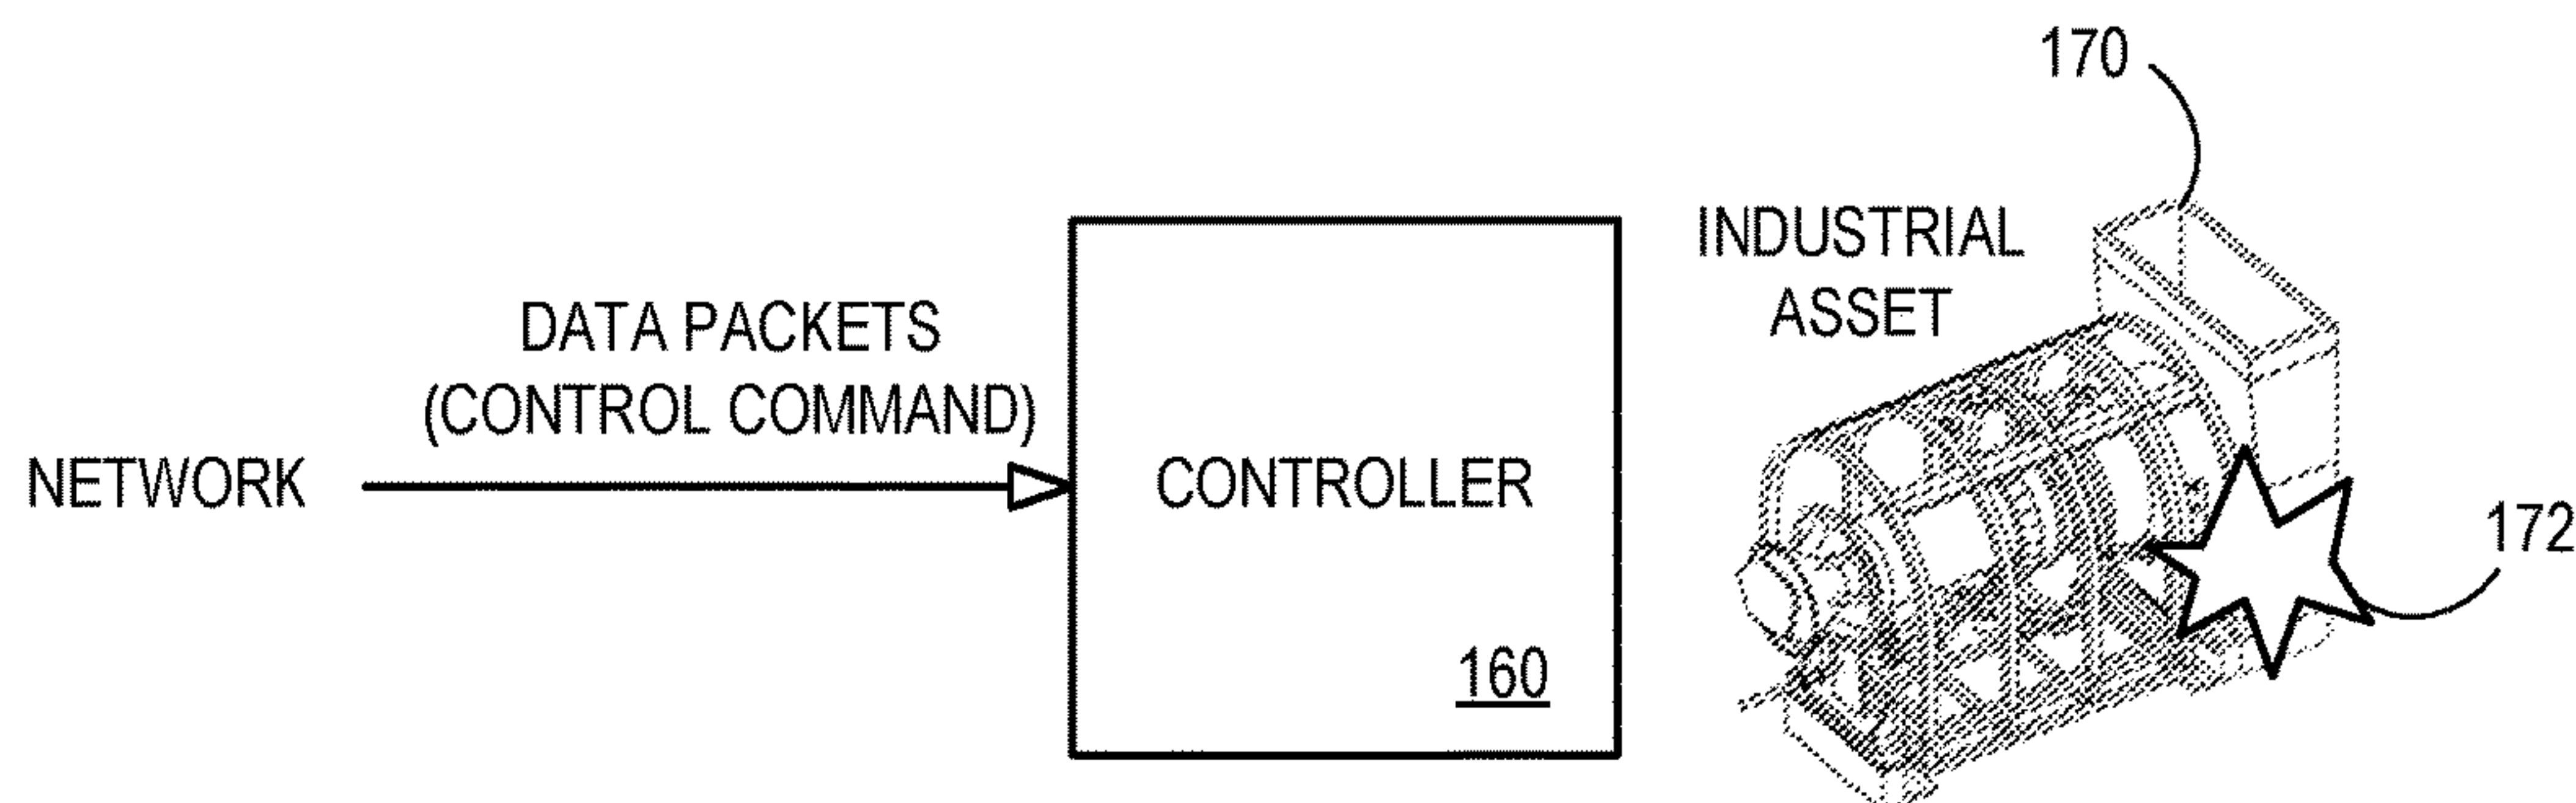 170
INDUSTRIAL
ASSET
DATA PACKETS
(CONTROL COMMAND)
NETWORK
CONTROLLER
172
160